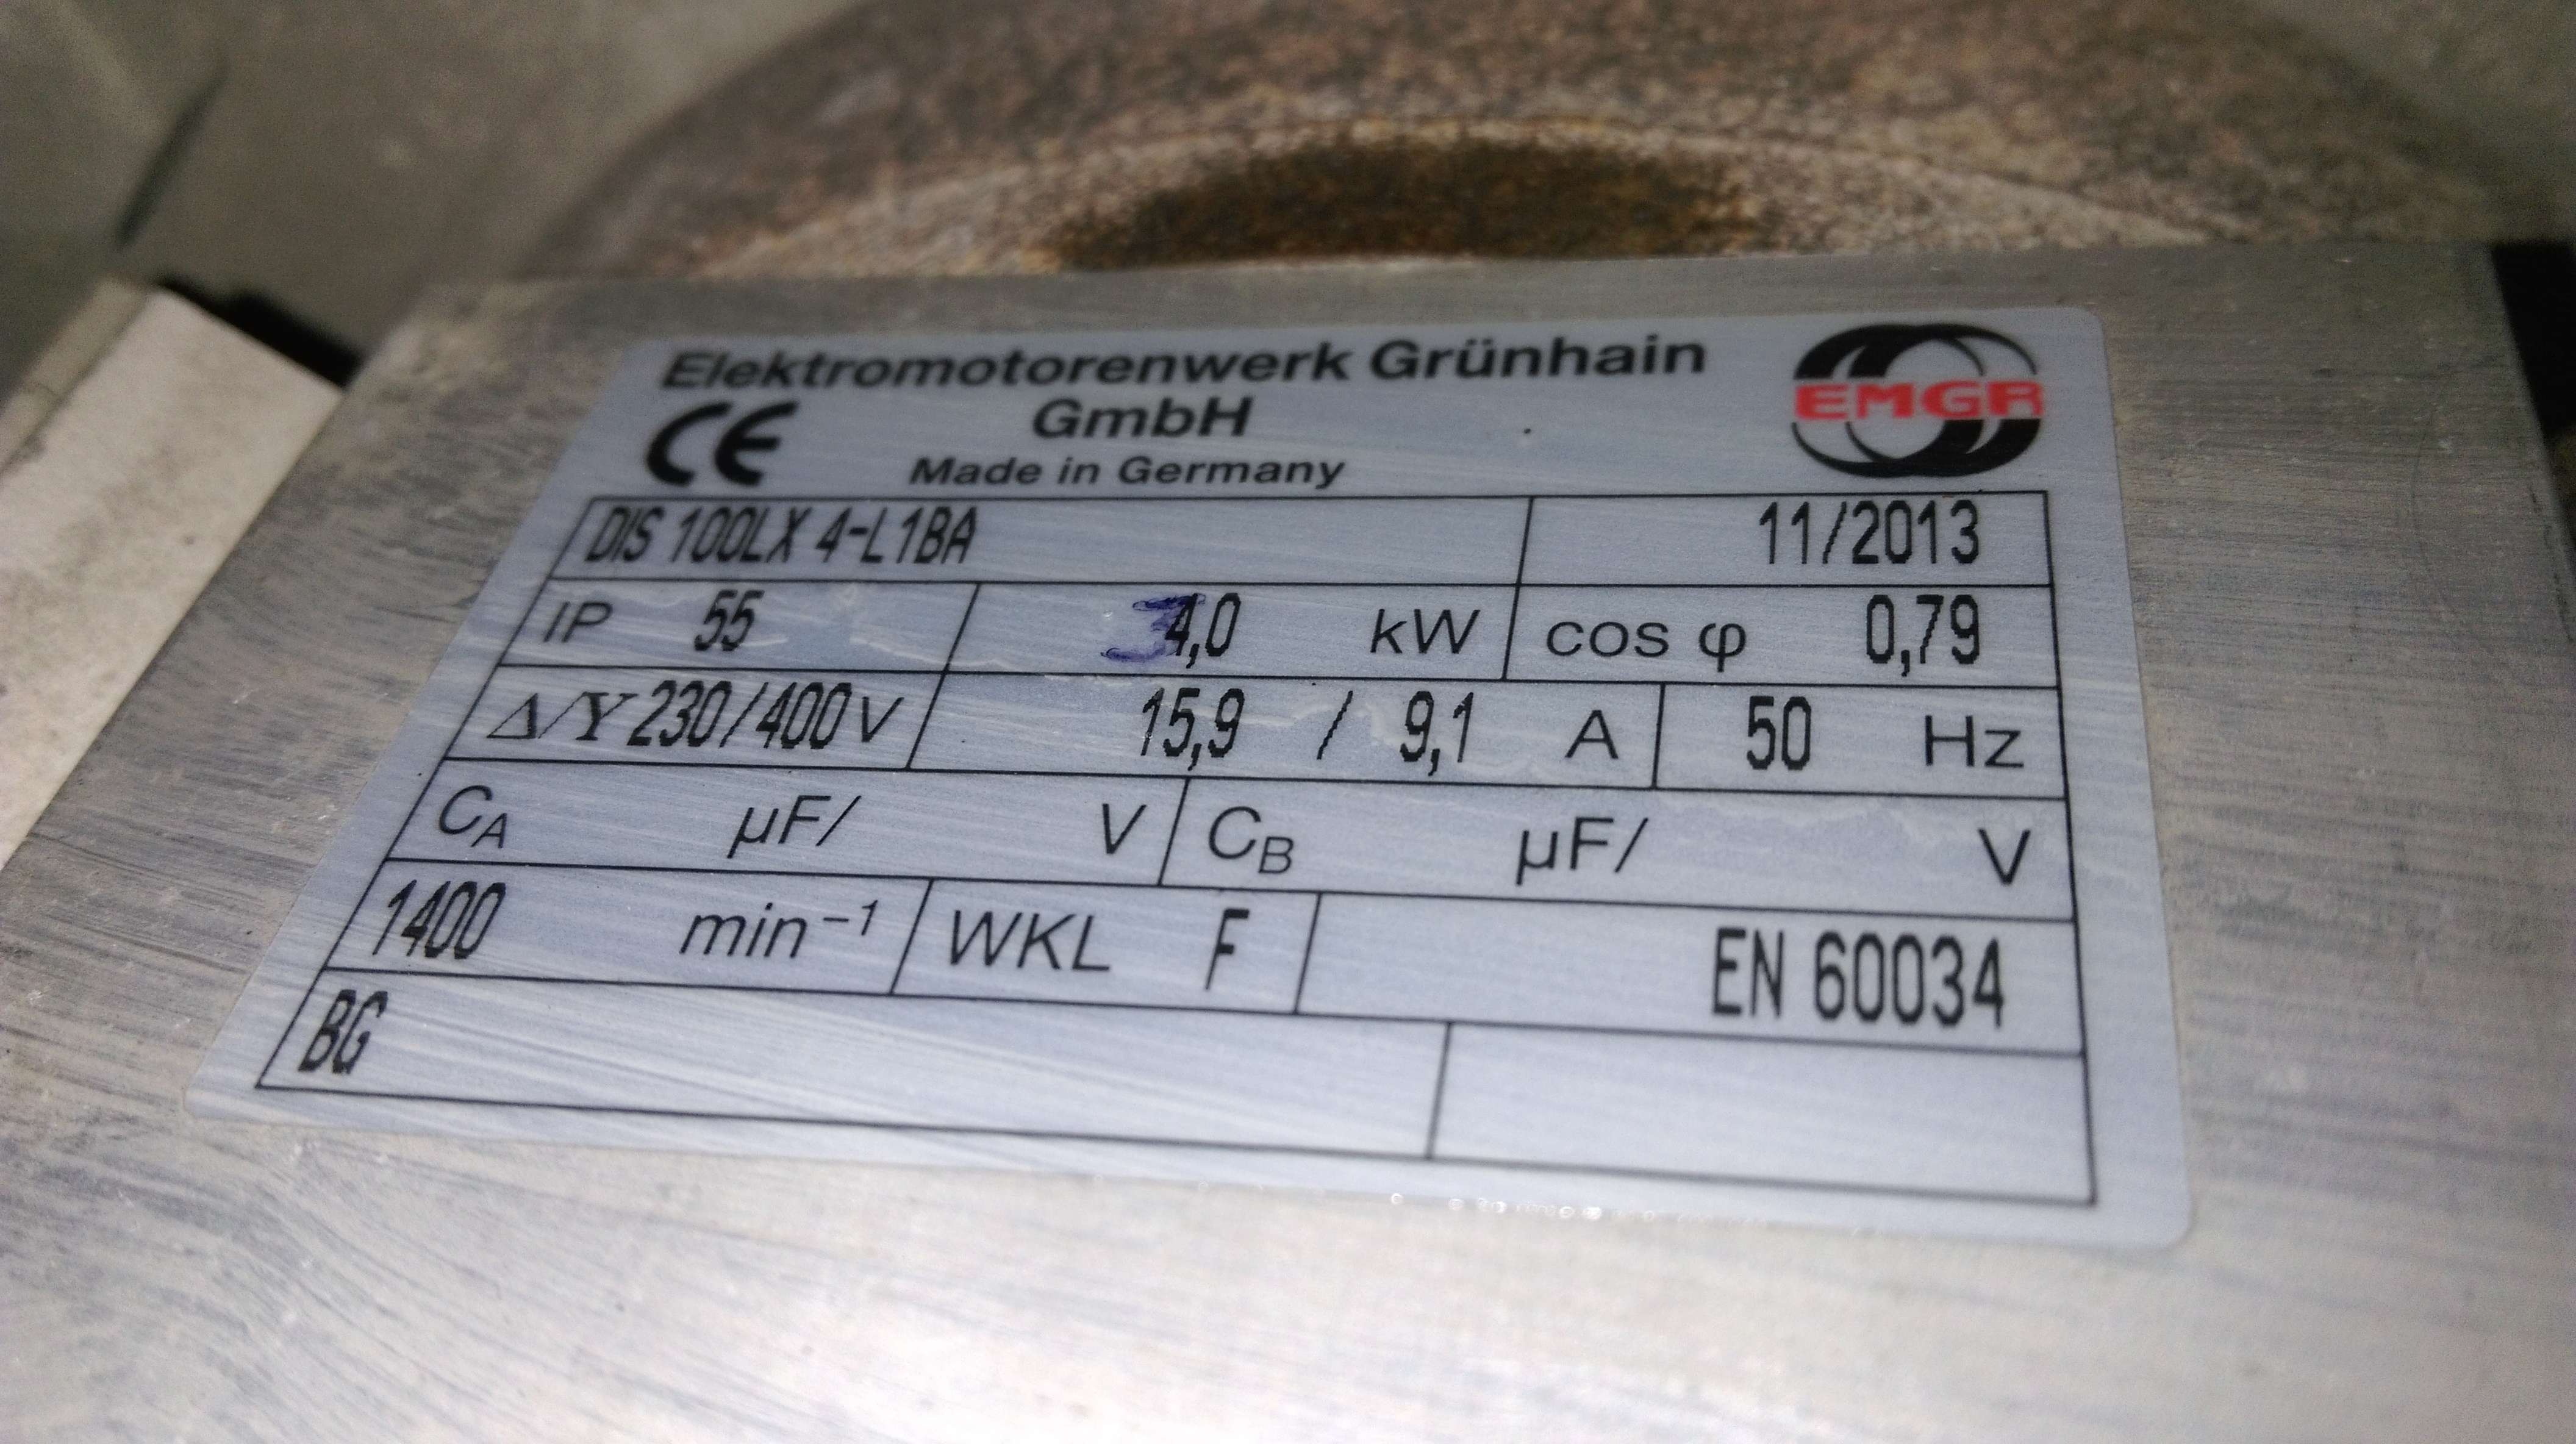 Elektromotorenwerk Grünhain
GmbH
CE
Made in Germany
EMGR
DIS 100LX 4-L1BA 11/2013
IP 55 3 4,0 kW cos φ 0,79
Δ/Y 230/400 V 15,9 / 9,1 A 50 Hz
CA µF/ V CB µF/ V
1400 min⁻¹ WKL F EN 60034
BG